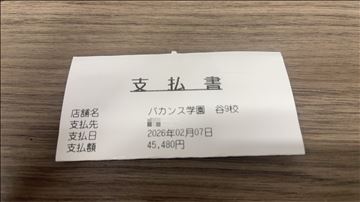 支払書
店舗名 バカンス学園 谷9校
支払先
支払日 2026年02月07日
支払額 45,480円